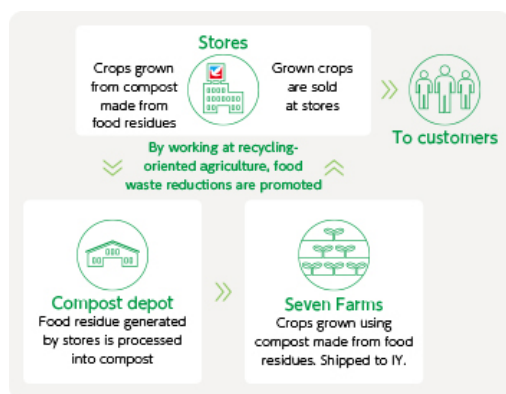 Stores
Crops grown
from compost
made from
food residues
Grown crops
are sold
at stores
To customers
By working at recycling-
oriented agriculture, food
waste reductions are promoted
Compost depot
Food residue generated
by stores is processed
into compost
Seven Farms
Crops grown using
compost made from food
residues. Shipped to IY.